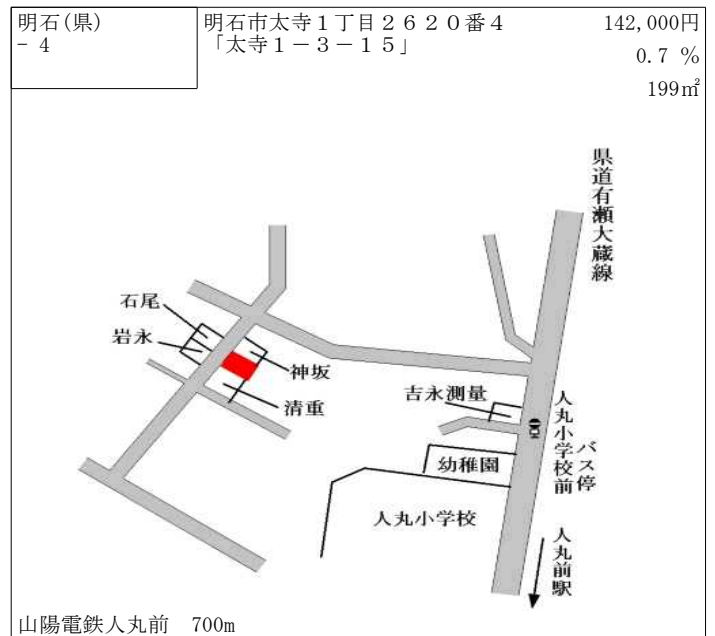 明石(県)
－4
明石市太寺１丁目２６２０番４
「太寺１－３－１５」
142,000円
0.7 %
199㎡
県道有瀬大蔵線
石尾
岩永
神坂
清重
吉永測量
人丸小学校前
バス停
幼稚園
人丸小学校
人丸前駅
山陽電鉄人丸前　700m